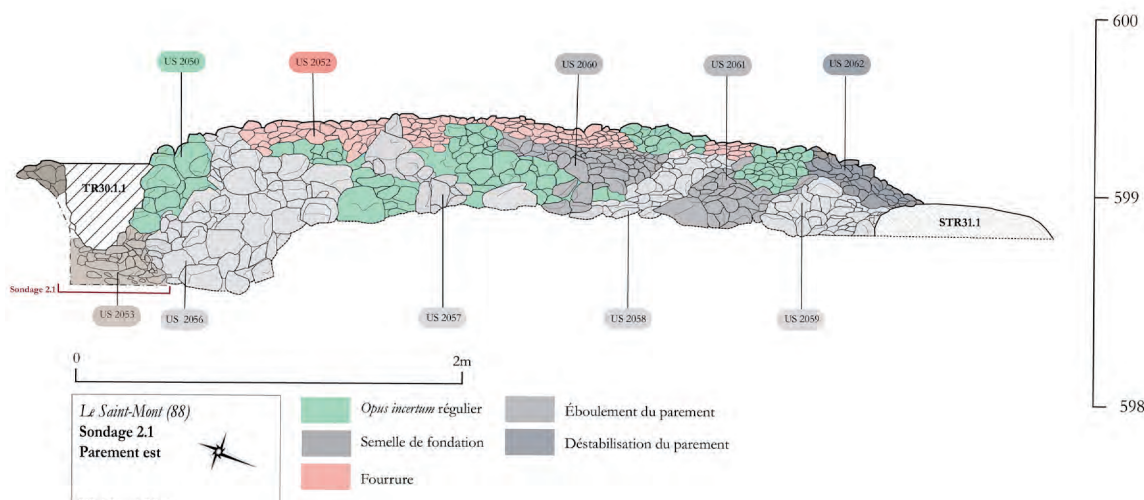 600
US 2050
US 2052
US 2060
US 2061
US 2062
TR30.1.1
599
STR31.1
Sondage 2.1
US 2053
US 2056
US 2057
US 2058
US 2059
0
2m
598
Le Saint-Mont (88)
Sondage 2.1
Parement est
Opus incertum régulier
Éboulement du parement
Semelle de fondation
Déstabilisation du parement
Fourrure